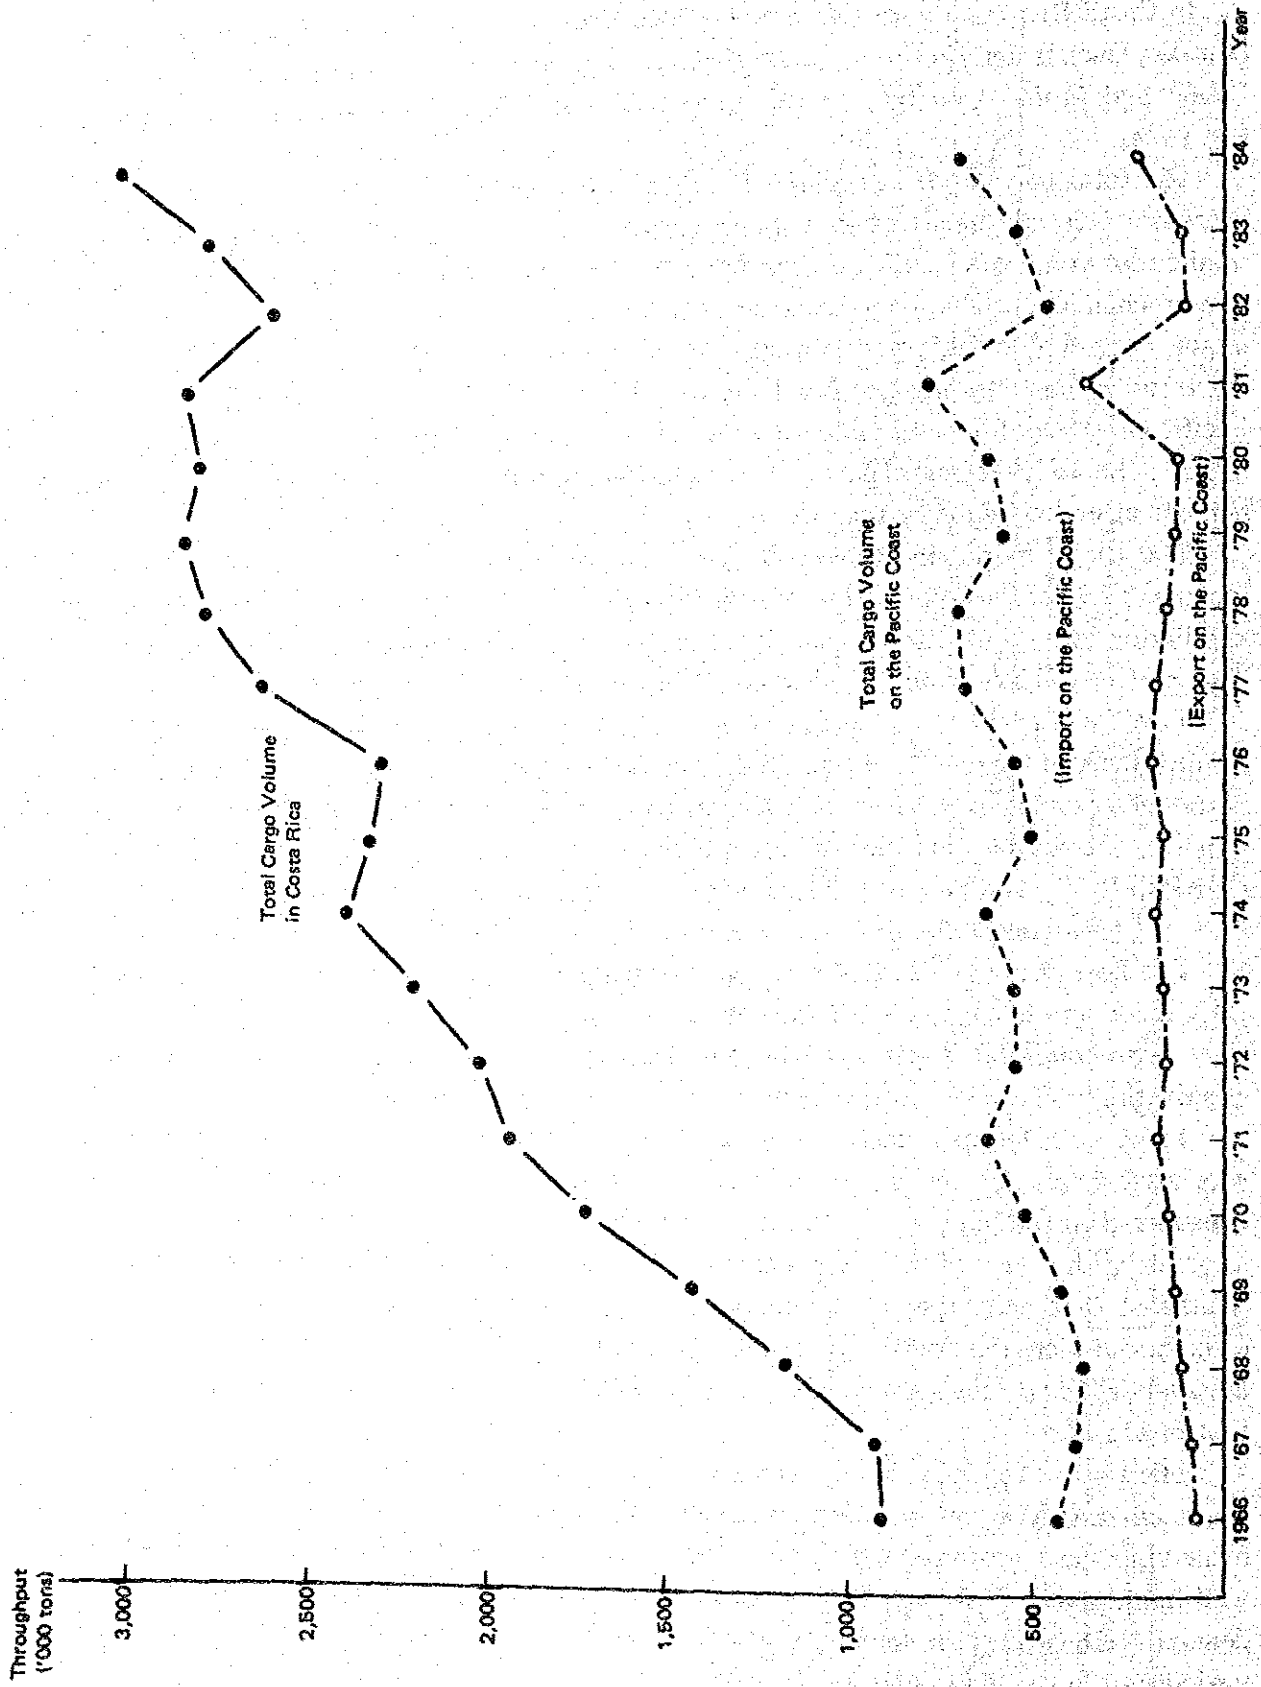 Throughput
('000 tons)
3,000
2,500
2,000
1,500
1,000
500
Total Cargo Volume
in Costa Rica
Total Cargo Volume
on the Pacific Coast
(Import on the Pacific Coast)
(Export on the Pacific Coast)
1966 '67 '68 '69 '70 '71 '72 '73 '74 '75 '76 '77 '78 '79 '80 '81 '82 '83 '84 Year